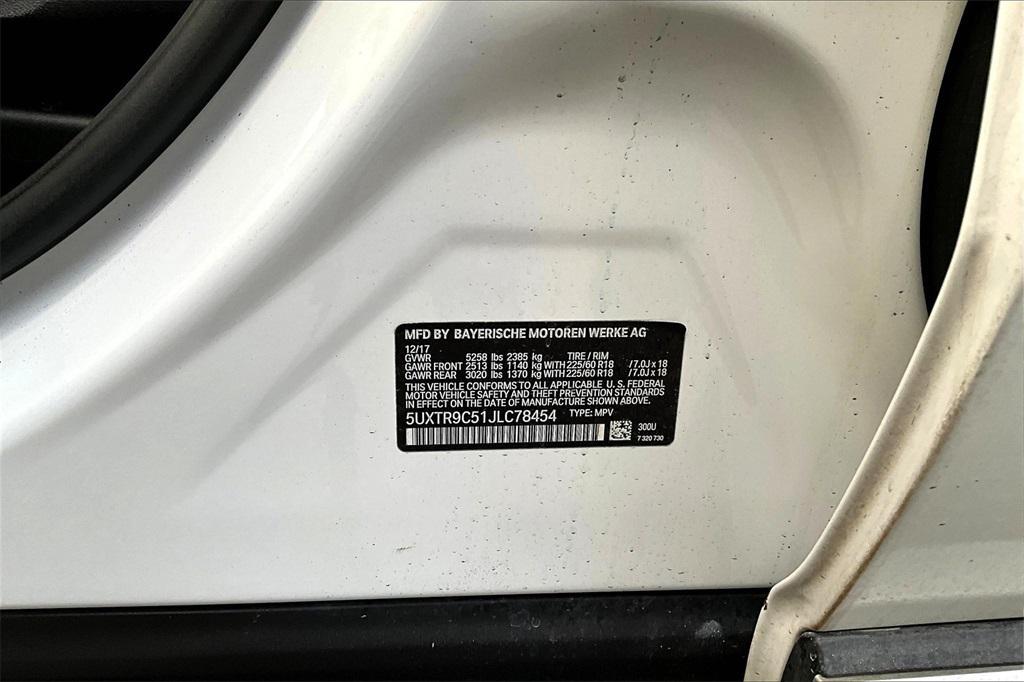 MFD BY BAYERISCHE MOTOREN WERKE AG
12/17
GVWR 5258 lbs 2385 kg TIRE / RIM
GAWR FRONT 2513 lbs 1140 kg WITH 225/60 R18 /7.0J x 18
GAWR REAR 3020 lbs 1370 kg WITH 225/60 R18 /7.0J x 18
THIS VEHICLE CONFORMS TO ALL APPLICABLE U. S. FEDERAL
MOTOR VEHICLE SAFETY AND THEFT PREVENTION STANDARDS
IN EFFECT ON THE DATE OF MANUFACTURE SHOWN ABOVE.
5UXTR9C51JLC78454 TYPE: MPV
300U
7 320 730